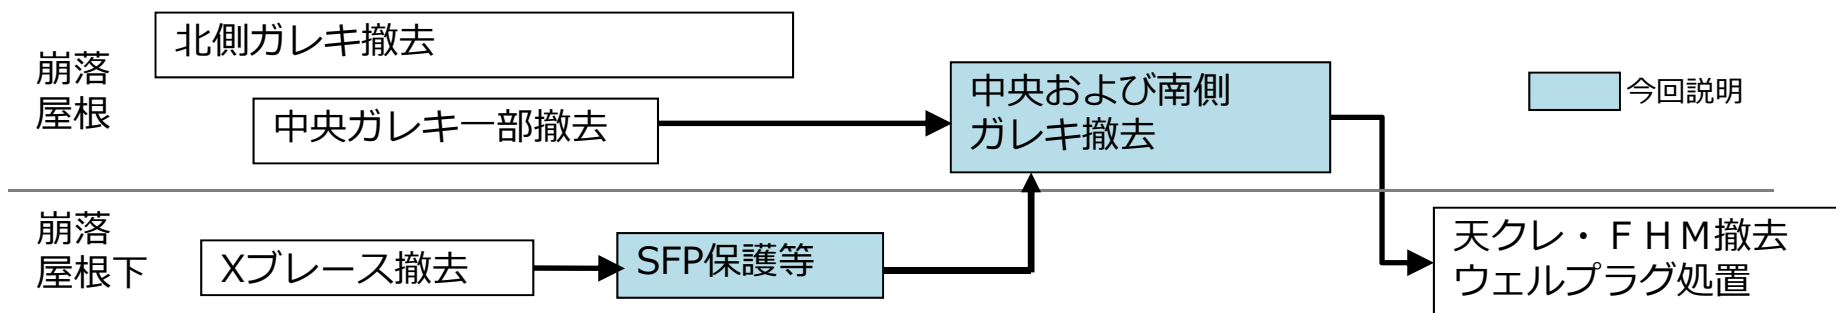 崩落
屋根
北側ガレキ撤去
中央ガレキ一部撤去
中央および南側
ガレキ撤去
今回説明
崩落
屋根下
Xブレース撤去
SFP保護等
天クレ・ＦＨＭ撤去
ウェルプラグ処置